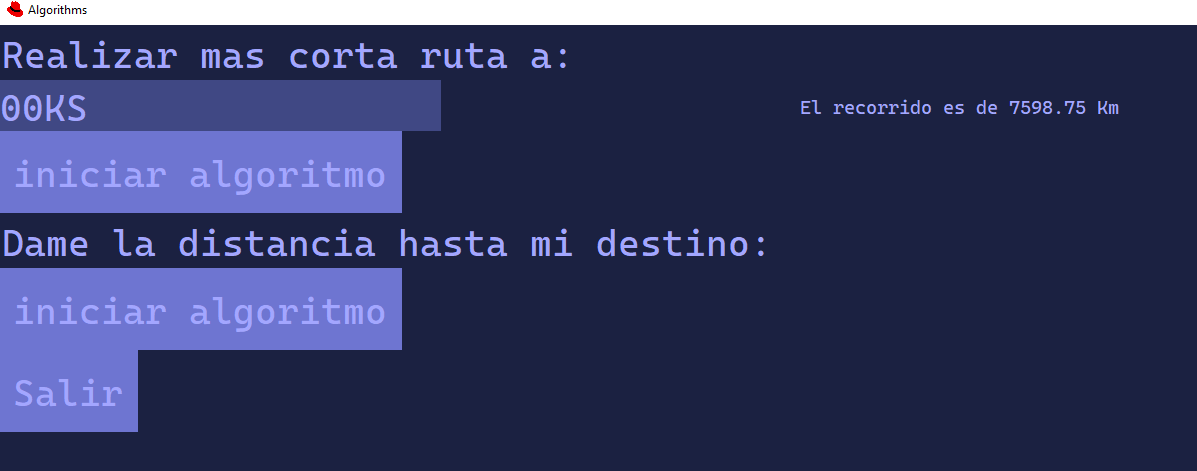 Algorithms
Realizar mas corta ruta a:
00KS
El recorrido es de 7598.75 Km
iniciar algoritmo
Dame la distancia hasta mi destino:
iniciar algoritmo
Salir